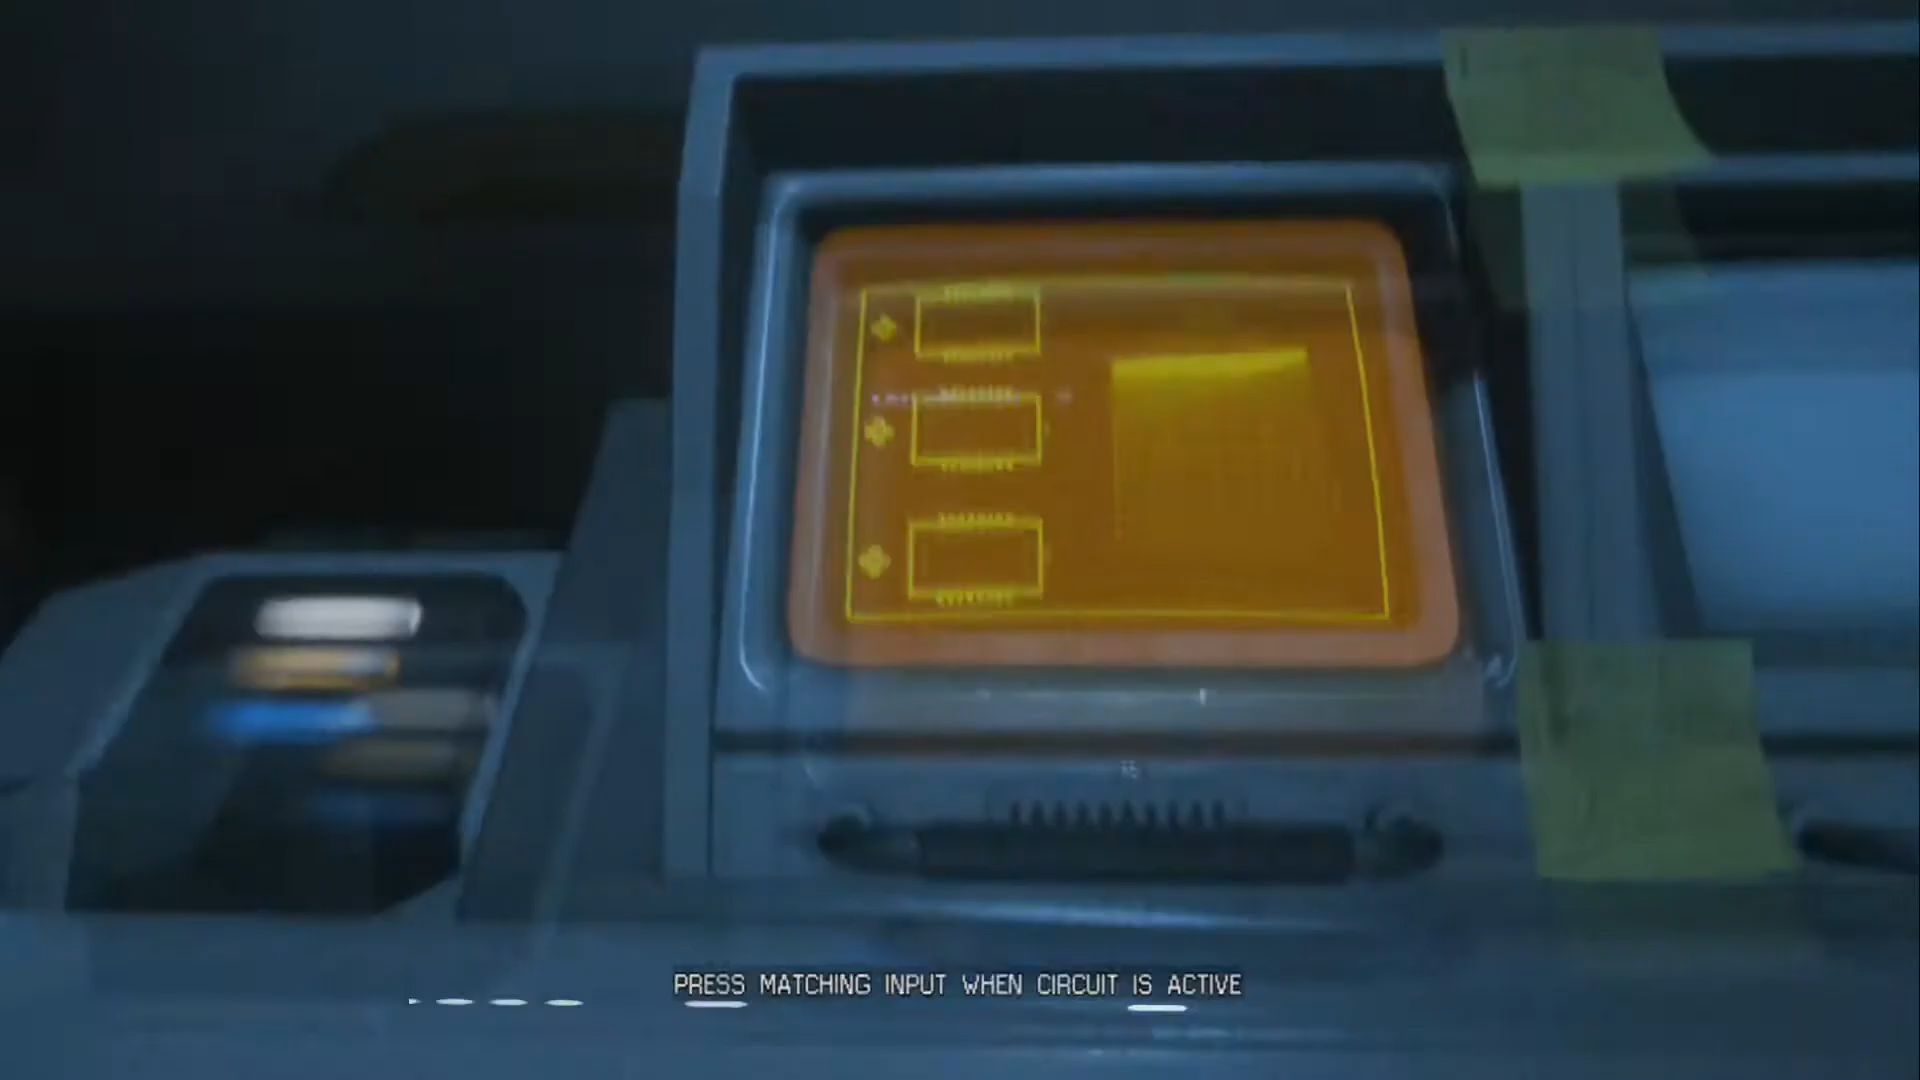 PRESS MATCHING INPUT WHEN CIRCUIT IS ACTIVE